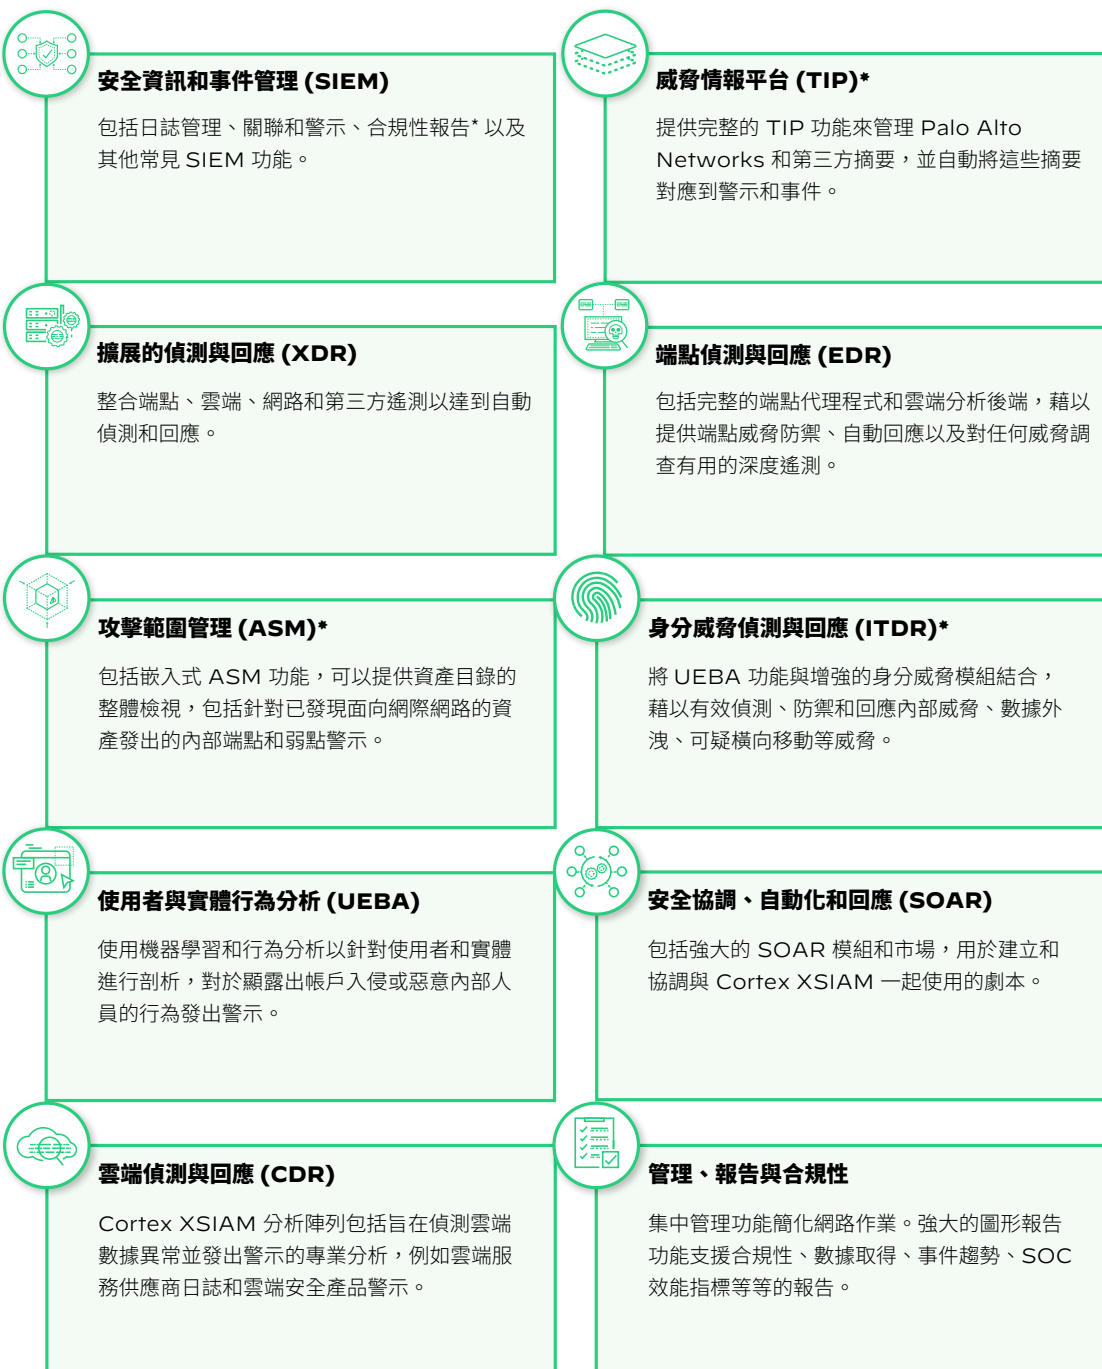 安全資訊和事件管理 (SIEM)
包括日誌管理、關聯和警示、合規性報告* 以及
其他常見 SIEM 功能。
威脅情報平台 (TIP)*
提供完整的 TIP 功能來管理 Palo Alto
Networks 和第三方摘要，並自動將這些摘要
對應到警示和事件。
擴展的偵測與回應 (XDR)
整合端點、雲端、網路和第三方遙測以達到自動
偵測和回應。
端點偵測與回應 (EDR)
包括完整的端點代理程式和雲端分析後端，藉以
提供端點威脅防禦、自動回應以及對任何威脅調
查有用的深度遙測。
攻擊範圍管理 (ASM)*
包括嵌入式 ASM 功能，可以提供資產目錄的
整體檢視，包括針對已發現面向網際網路的資
產發出的內部端點和弱點警示。
身分威脅偵測與回應 (ITDR)*
將 UEBA 功能與增強的身分威脅模組結合，
藉以有效偵測、防禦和回應內部威脅、數據外
洩、可疑橫向移動等威脅。
使用者與實體行為分析 (UEBA)
使用機器學習和行為分析以針對使用者和實體
進行剖析，對於顯露出帳戶入侵或惡意內部人
員的行為發出警示。
安全協調、自動化和回應 (SOAR)
包括強大的 SOAR 模組和市場，用於建立和
協調與 Cortex XSIAM 一起使用的劇本。
雲端偵測與回應 (CDR)
Cortex XSIAM 分析陣列包括旨在偵測雲端
數據異常並發出警示的專業分析，例如雲端服
務供應商日誌和雲端安全產品警示。
管理、報告與合規性
集中管理功能簡化網路作業。強大的圖形報告
功能支援合規性、數據取得、事件趨勢、SOC
效能指標等等的報告。